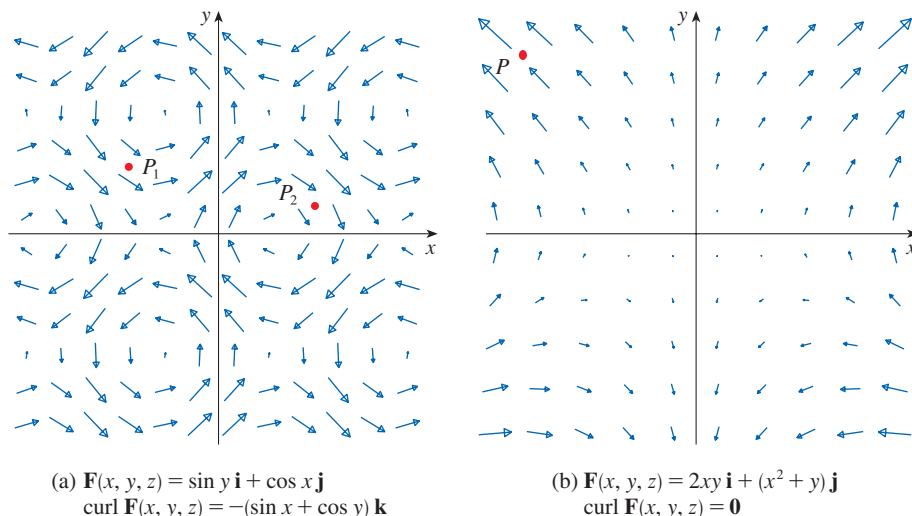 y
P₁
P₂
x
(a) F(x, y, z) = sin y i + cos x j
curl F(x, y, z) = −(sin x + cos y) k
y
P
x
(b) F(x, y, z) = 2xy i + (x² + y) j
curl F(x, y, z) = 0